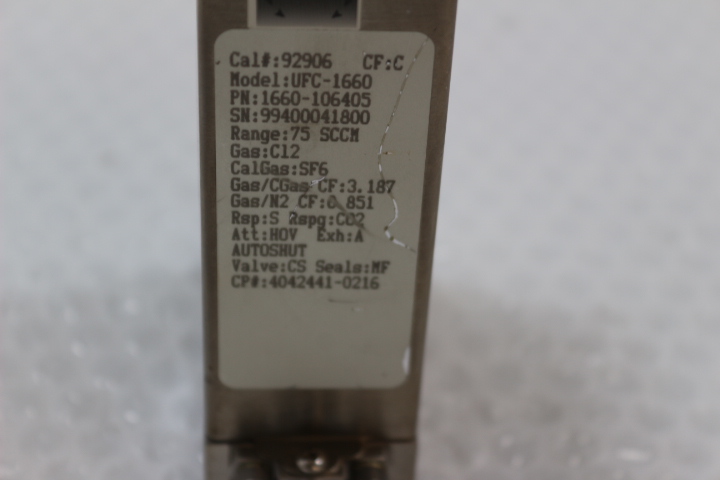 Cal#:92906 CF:C
Model:UFC-1660
PN:1660-106405
SN:99400041800
Range:75 SCCM
Gas:Cl2
CalGas:SF6
Gas/CGas CF:3.187
Gas/N2 CF:0.851
Rsp:S Rspg:CO2
Att:HOV Exh:A
AUTOSHUT
Valve:CS Seals:MF
CP#:4042441-0216